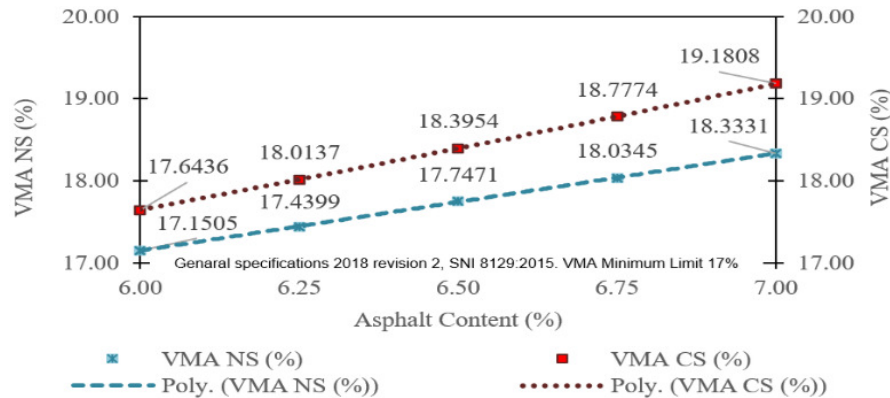 20.00 20.00
19.1808
18.7774
19.00 18.3954 19.00
18.0137 18.3331
17.6436 18.0345
18.00 17.7471 18.00
17.4399
17.1505
17.00 Genaral specifications 2018 revision 2, SNI 8129:2015. VMA Minimum Limit 17% 17.00
6.00 6.25 6.50 6.75 7.00
VMA NS (%)
VMA CS (%)
Asphalt Content (%)
VMA NS (%) VMA CS (%)
Poly. (VMA NS (%)) Poly. (VMA CS (%))